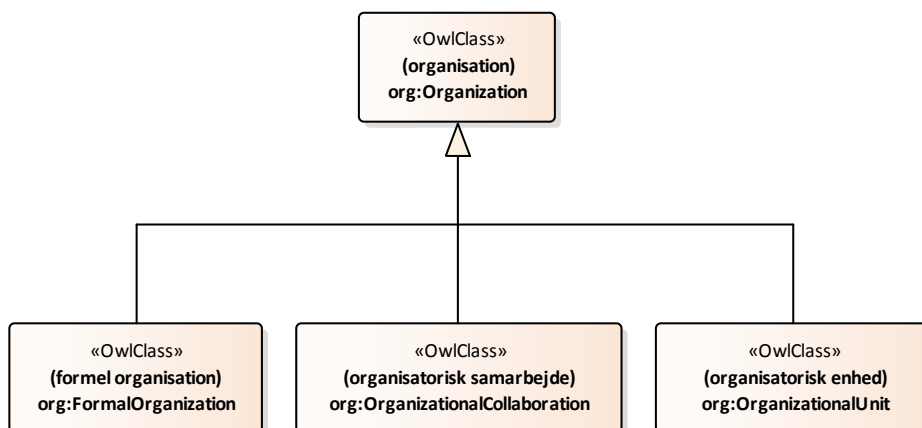 «OwlClass»
(organisation)
org:Organization
«OwlClass»
(formel organisation)
org:FormalOrganization
«OwlClass»
(organisatorisk samarbejde)
org:OrganizationalCollaboration
«OwlClass»
(organisatorisk enhed)
org:OrganizationalUnit